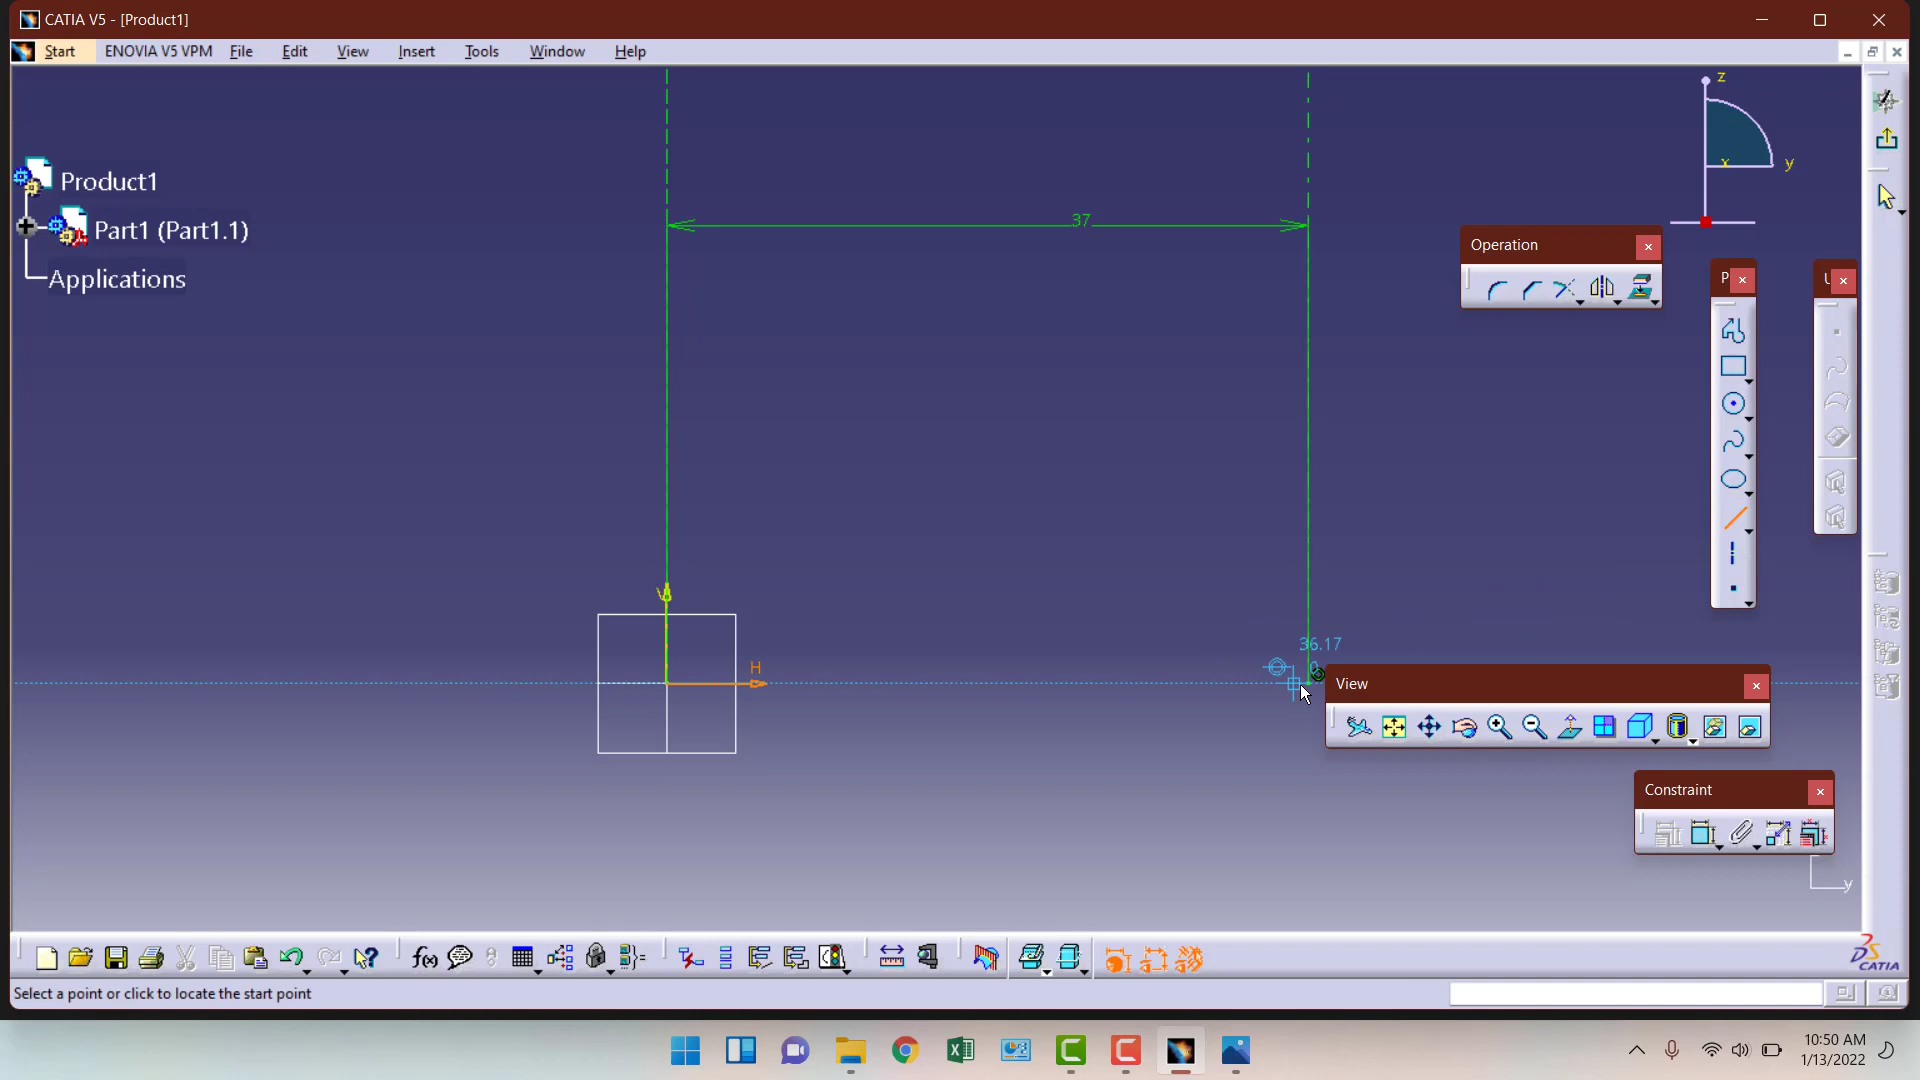 CATIA V5 - [Product1]
Start ENOVIA V5 VPM File Edit View Insert Tools Window Help
z
x y
Product1
Part1 (Part1.1)
Applications
37
Operation
P
U
V
H
36.17
0
View
Constraint
y
f(x)
CATIA
Select a point or click to locate the start point
10:50 AM
1/13/2022